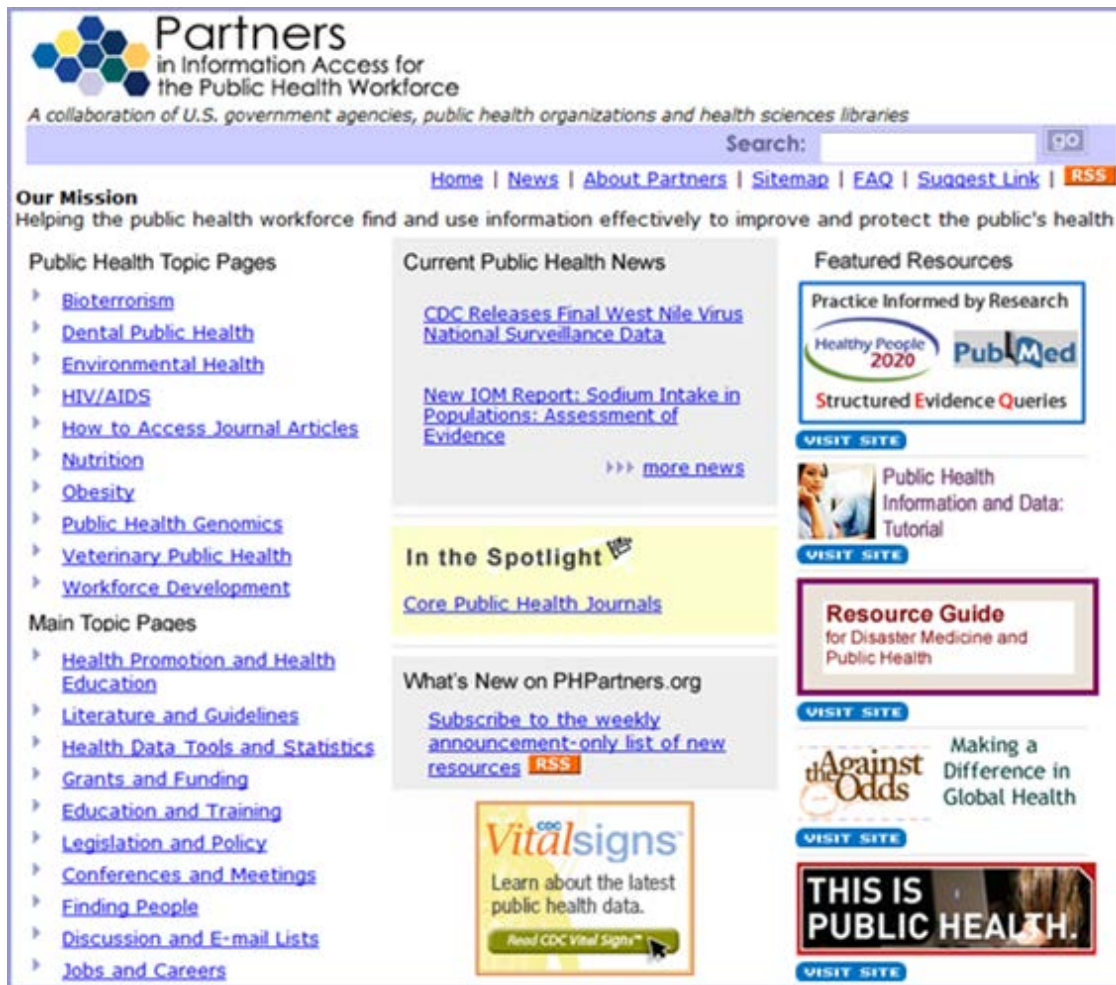 Partners
in Information Access for
the Public Health Workforce
A collaboration of U.S. government agencies, public health organizations and health sciences libraries
Search: go
Home | News | About Partners | Sitemap | FAQ | Suggest Link | RSS
Our Mission
Helping the public health workforce find and use information effectively to improve and protect the public's health
Public Health Topic Pages
Bioterrorism
Dental Public Health
Environmental Health
HIV/AIDS
How to Access Journal Articles
Nutrition
Obesity
Public Health Genomics
Veterinary Public Health
Workforce Development
Main Topic Pages
Health Promotion and Health
Education
Literature and Guidelines
Health Data Tools and Statistics
Grants and Funding
Education and Training
Legislation and Policy
Conferences and Meetings
Finding People
Discussion and E-mail Lists
Jobs and Careers
Current Public Health News
CDC Releases Final West Nile Virus
National Surveillance Data
New IOM Report: Sodium Intake in
Populations: Assessment of
Evidence
more news
In the Spotlight
Core Public Health Journals
What's New on PHPartners.org
Subscribe to the weekly
announcement-only list of new
resources RSS
CDC
Vitalsigns™
Learn about the latest
public health data.
Read CDC Vital Signs™
Featured Resources
Practice Informed by Research
Healthy People
2020
PubMed
Structured Evidence Queries
VISIT SITE
Public Health
Information and Data:
Tutorial
VISIT SITE
Resource Guide
for Disaster Medicine and
Public Health
VISIT SITE
Against
the Odds
Making a
Difference in
Global Health
VISIT SITE
THIS IS
PUBLIC HEALTH.
VISIT SITE